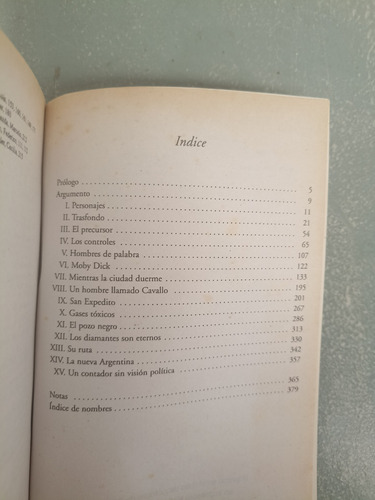 Indice
Prólogo 5
Argumento 9
I. Personajes 11
II. Trasfondo 21
III. El precursor 54
IV. Los controles 65
V. Hombres de palabra 107
VI. Moby Dick 122
VII. Mientras la ciudad duerme 133
VIII. Un hombre llamado Cavallo 195
IX. San Expedito 201
X. Gases tóxicos 267
XI. El pozo negro 286
XII. Los diamantes son eternos 313
XIII. Su ruta 330
XIV. La nueva Argentina 342
XV. Un contador sin visión política 357
Notas 365
Índice de nombres 379